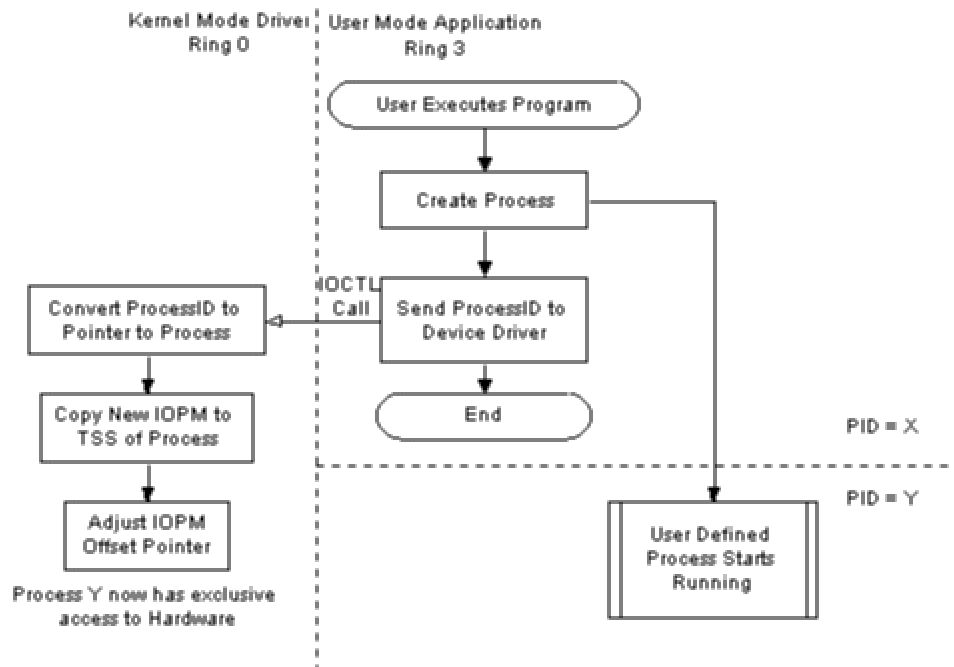 Kernel Mode Driver
Ring 0
User Mode Application
Ring 3
User Executes Program
Create Process
IOCTL
Call
Send ProcessID to
Device Driver
Convert ProcessID to
Pointer to Process
Copy New IOPM to
TSS of Process
End
PID = X
PID = Y
Adjust IOPM
Offset Pointer
User Defined
Process Starts
Running
Process Y now has exclusive
access to Hardware